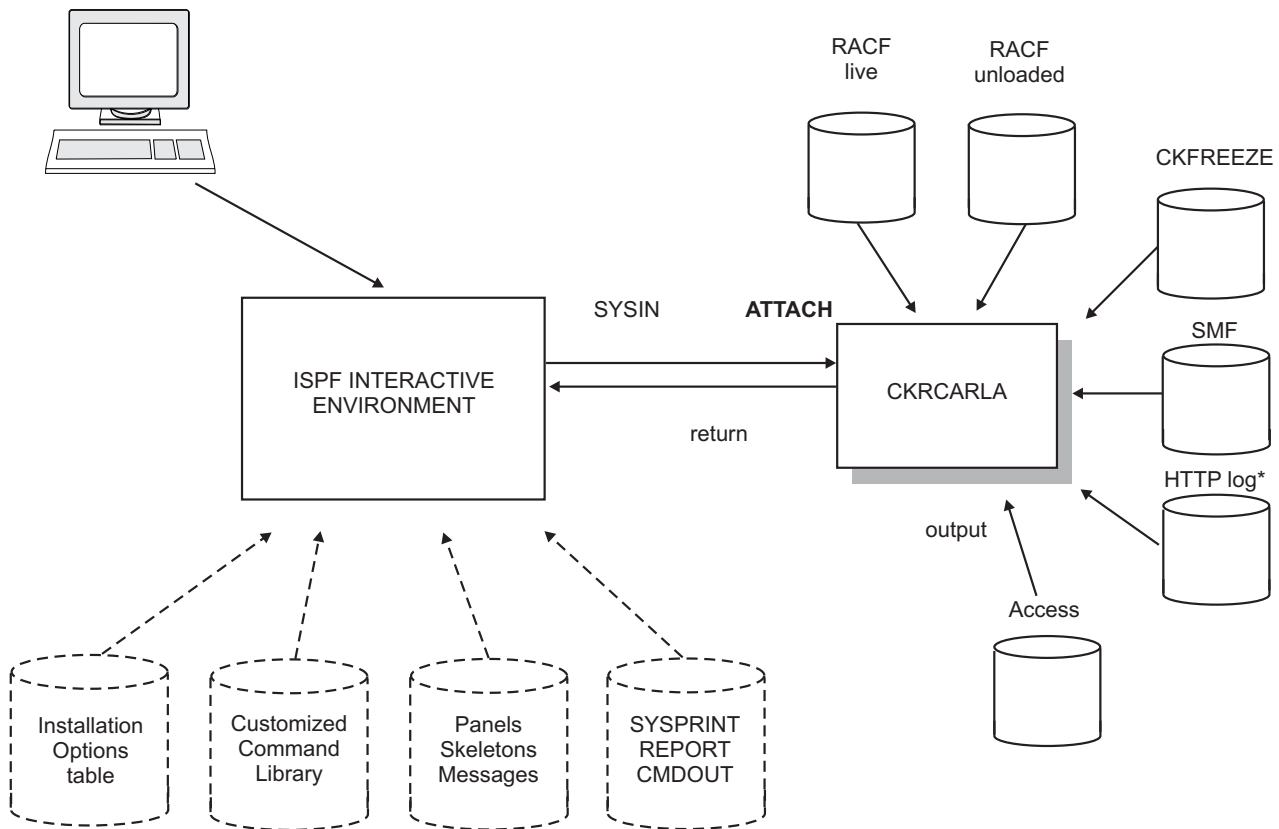 RACF
live
RACF
unloaded
CKFREEZE
SYSIN
ATTACH
SMF
ISPF INTERACTIVE
ENVIRONMENT
CKRCARLA
return
HTTP log*
output
Access
Installation
Options
table
Customized
Command
Library
Panels
Skeletons
Messages
SYSPRINT
REPORT
CMDOUT